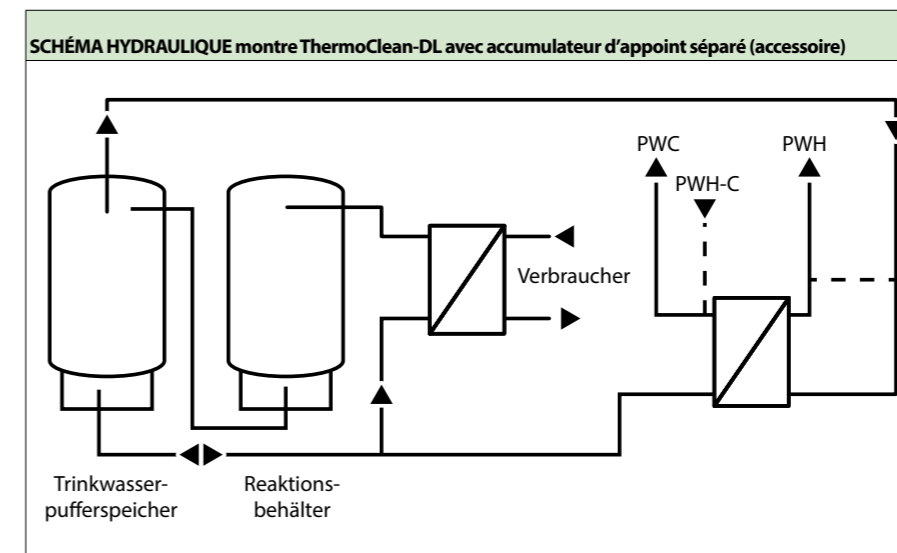 SCHÉMA HYDRAULIQUE montre ThermoClean-DL avec accumulateur d'appoint séparé (accessoire)
PWC
PWH
PWH-C
Verbraucher
Trinkwasser-
pufferspeicher
Reaktions-
behälter